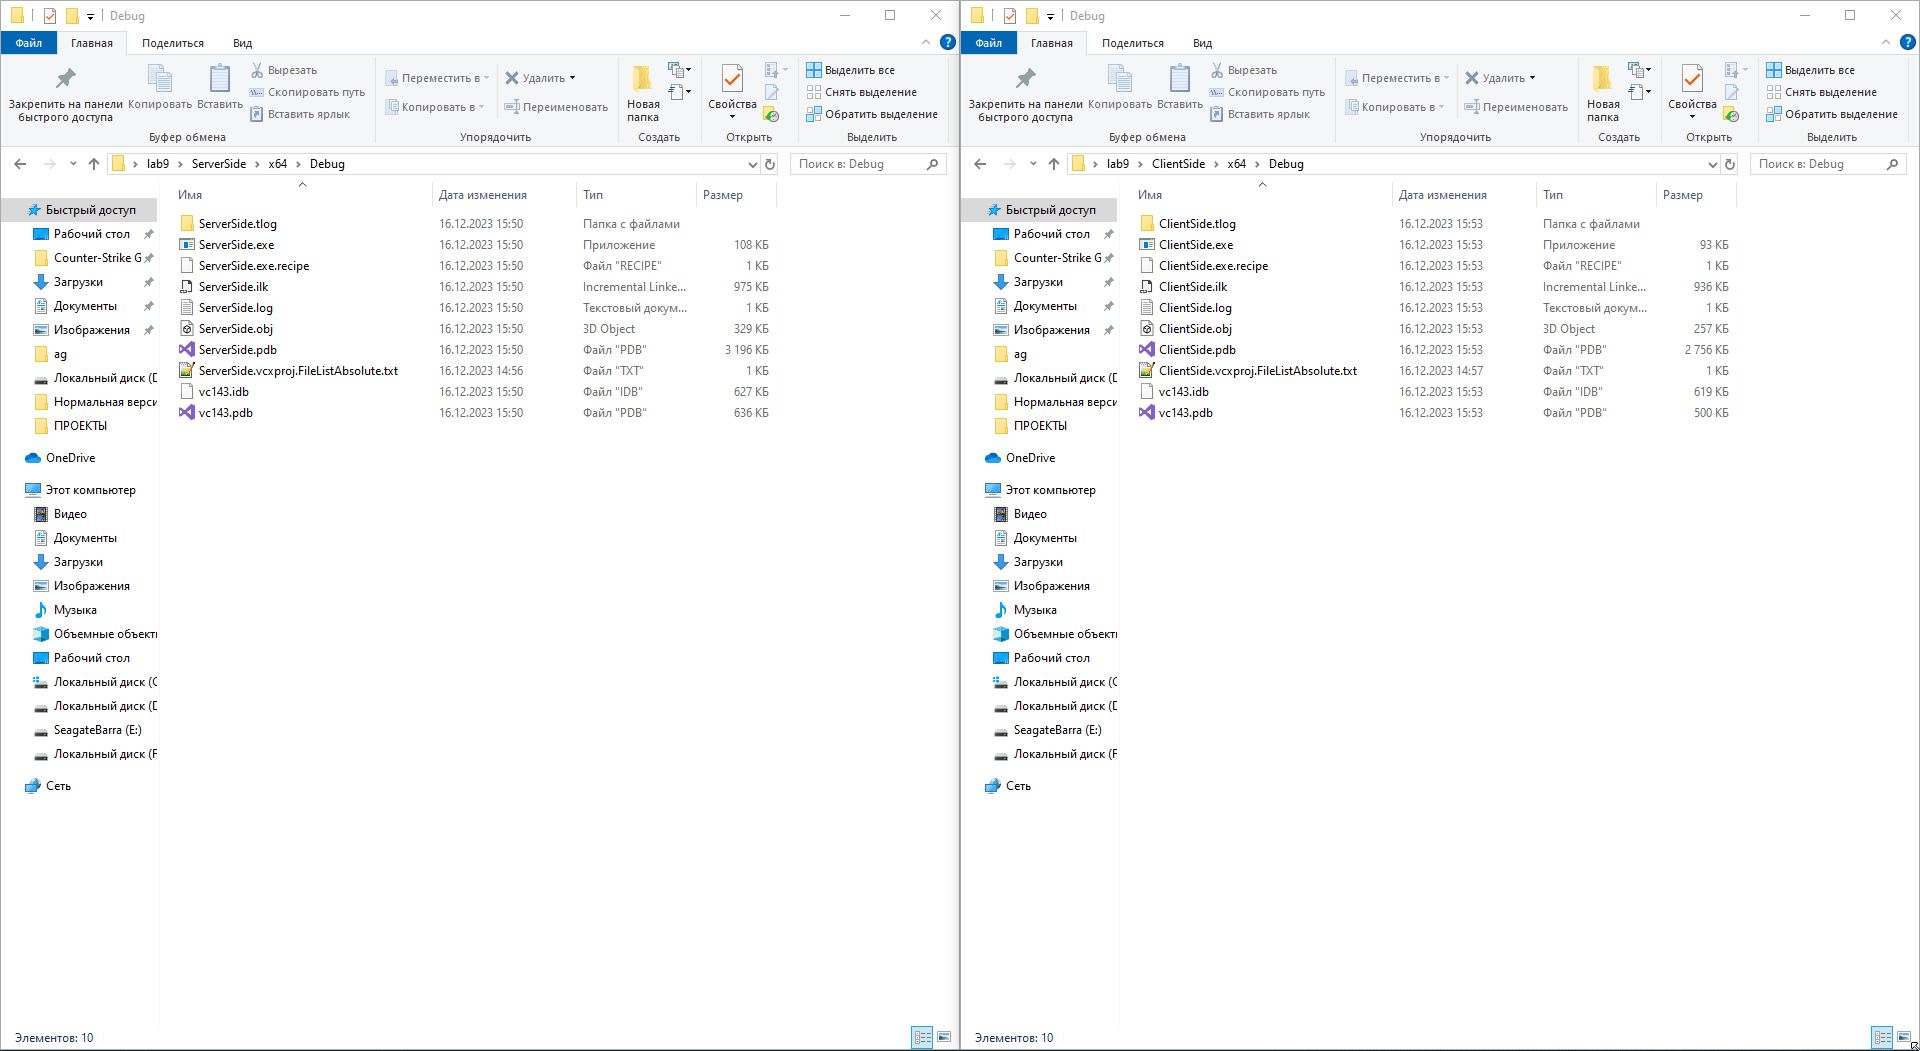 Debug
Файл Главная Поделиться Вид
Закрепить на панели быстрого доступа
Копировать
Вставить
Вырезать
Скопировать путь
Вставить ярлык
Буфер обмена
Переместить в
Копировать в
Удалить
Переименовать
Упорядочить
Новая папка
Создать
Свойства
Открыть
Выделить все
Снять выделение
Обратить выделение
Выделить
lab9 > ServerSide > x64 > Debug
Поиск в: Debug
Быстрый доступ
Рабочий стол
Counter-Strike G
Загрузки
Документы
Изображения
ag
Локальный диск (D
Нормальная верси
ПРОЕКТЫ
OneDrive
Этот компьютер
Видео
Документы
Загрузки
Изображения
Музыка
Объемные объекты
Рабочий стол
Локальный диск (C
Локальный диск (D
SeagateBarra (E:)
Локальный диск (F
Сеть
Имя Дата изменения Тип Размер
ServerSide.tlog 16.12.2023 15:50 Папка с файлами
ServerSide.exe 16.12.2023 15:50 Приложение 108 КБ
ServerSide.exe.recipe 16.12.2023 15:50 Файл "RECIPE" 1 КБ
ServerSide.ilk 16.12.2023 15:50 Incremental Linke... 975 КБ
ServerSide.log 16.12.2023 15:50 Текстовый докум... 1 КБ
ServerSide.obj 16.12.2023 15:50 3D Object 329 КБ
ServerSide.pdb 16.12.2023 15:50 Файл "PDB" 3 196 КБ
ServerSide.vcxproj.FileListAbsolute.txt 16.12.2023 14:56 Файл "TXT" 1 КБ
vc143.idb 16.12.2023 15:50 Файл "IDB" 627 КБ
vc143.pdb 16.12.2023 15:50 Файл "PDB" 636 КБ
Элементов: 10
Debug
Файл Главная Поделиться Вид
Закрепить на панели быстрого доступа
Копировать
Вставить
Вырезать
Скопировать путь
Вставить ярлык
Буфер обмена
Переместить в
Копировать в
Удалить
Переименовать
Упорядочить
Новая папка
Создать
Свойства
Открыть
Выделить все
Снять выделение
Обратить выделение
Выделить
lab9 > ClientSide > x64 > Debug
Поиск в: Debug
Быстрый доступ
Рабочий стол
Counter-Strike G
Загрузки
Документы
Изображения
ag
Локальный диск (D
Нормальная верси
ПРОЕКТЫ
OneDrive
Этот компьютер
Видео
Документы
Загрузки
Изображения
Музыка
Объемные объекты
Рабочий стол
Локальный диск (C
Локальный диск (D
SeagateBarra (E:)
Локальный диск (F
Сеть
Имя Дата изменения Тип Размер
ClientSide.tlog 16.12.2023 15:53 Папка с файлами
ClientSide.exe 16.12.2023 15:53 Приложение 93 КБ
ClientSide.exe.recipe 16.12.2023 15:53 Файл "RECIPE" 1 КБ
ClientSide.ilk 16.12.2023 15:53 Incremental Linke... 936 КБ
ClientSide.log 16.12.2023 15:53 Текстовый докум... 1 КБ
ClientSide.obj 16.12.2023 15:53 3D Object 257 КБ
ClientSide.pdb 16.12.2023 15:53 Файл "PDB" 2 756 КБ
ClientSide.vcxproj.FileListAbsolute.txt 16.12.2023 14:57 Файл "TXT" 1 КБ
vc143.idb 16.12.2023 15:53 Файл "IDB" 619 КБ
vc143.pdb 16.12.2023 15:53 Файл "PDB" 500 КБ
Элементов: 10